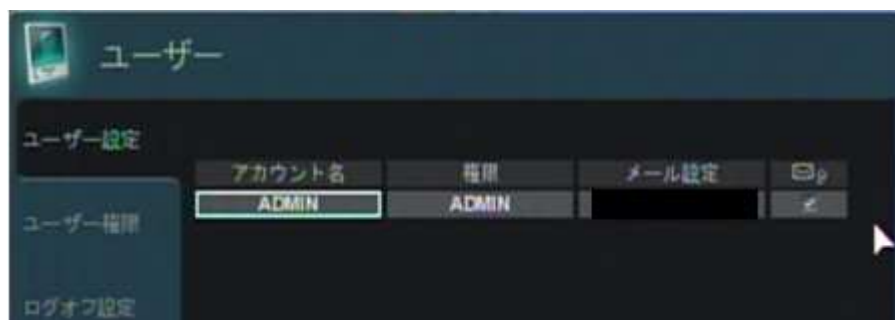 ユーザー
ユーザー設定
アカウント名 権限 メール設定
ADMIN ADMIN
ユーザー権限
ログオフ設定